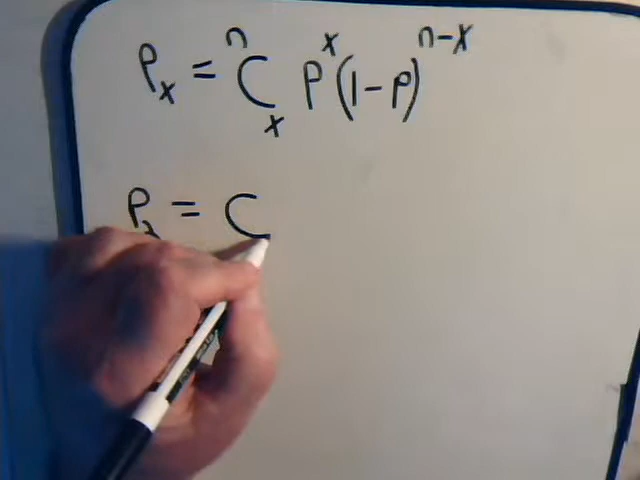 Pₓ = ⁿCₓ pˣ(1-p)ⁿ⁻ˣ
P = C